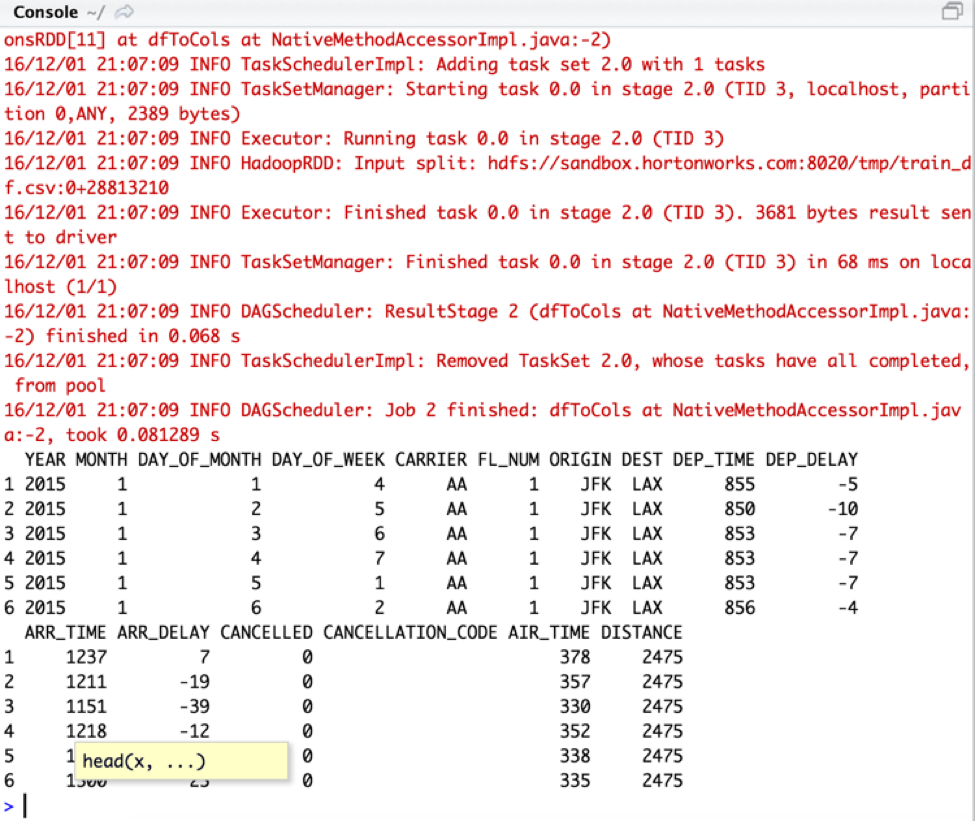 Console ~/
onsRDD[11] at dfToCols at NativeMethodAccessorImpl.java:-2)
16/12/01 21:07:09 INFO TaskSchedulerImpl: Adding task set 2.0 with 1 tasks
16/12/01 21:07:09 INFO TaskSetManager: Starting task 0.0 in stage 2.0 (TID 3, localhost, parti
tion 0,ANY, 2389 bytes)
16/12/01 21:07:09 INFO Executor: Running task 0.0 in stage 2.0 (TID 3)
16/12/01 21:07:09 INFO HadoopRDD: Input split: hdfs://sandbox.hortonworks.com:8020/tmp/train_d
f.csv:0+28813210
16/12/01 21:07:09 INFO Executor: Finished task 0.0 in stage 2.0 (TID 3). 3681 bytes result sen
t to driver
16/12/01 21:07:09 INFO TaskSetManager: Finished task 0.0 in stage 2.0 (TID 3) in 68 ms on loca
lhost (1/1)
16/12/01 21:07:09 INFO DAGScheduler: ResultStage 2 (dfToCols at NativeMethodAccessorImpl.java:
-2) finished in 0.068 s
16/12/01 21:07:09 INFO TaskSchedulerImpl: Removed TaskSet 2.0, whose tasks have all completed,
from pool
16/12/01 21:07:09 INFO DAGScheduler: Job 2 finished: dfToCols at NativeMethodAccessorImpl.jav
a:-2, took 0.081289 s
YEAR MONTH DAY_OF_MONTH DAY_OF_WEEK CARRIER FL_NUM ORIGIN DEST DEP_TIME DEP_DELAY
1 2015 1 1 4 AA 1 JFK LAX 855 -5
2 2015 1 2 5 AA 1 JFK LAX 850 -10
3 2015 1 3 6 AA 1 JFK LAX 853 -7
4 2015 1 4 7 AA 1 JFK LAX 853 -7
5 2015 1 5 1 AA 1 JFK LAX 853 -7
6 2015 1 6 2 AA 1 JFK LAX 856 -4
ARR_TIME ARR_DELAY CANCELLED CANCELLATION_CODE AIR_TIME DISTANCE
1 1237 7 0 378 2475
2 1211 -19 0 357 2475
3 1151 -39 0 330 2475
4 1218 -12 0 352 2475
5 0 338 2475
head(x, ...)
6 0 335 2475
>